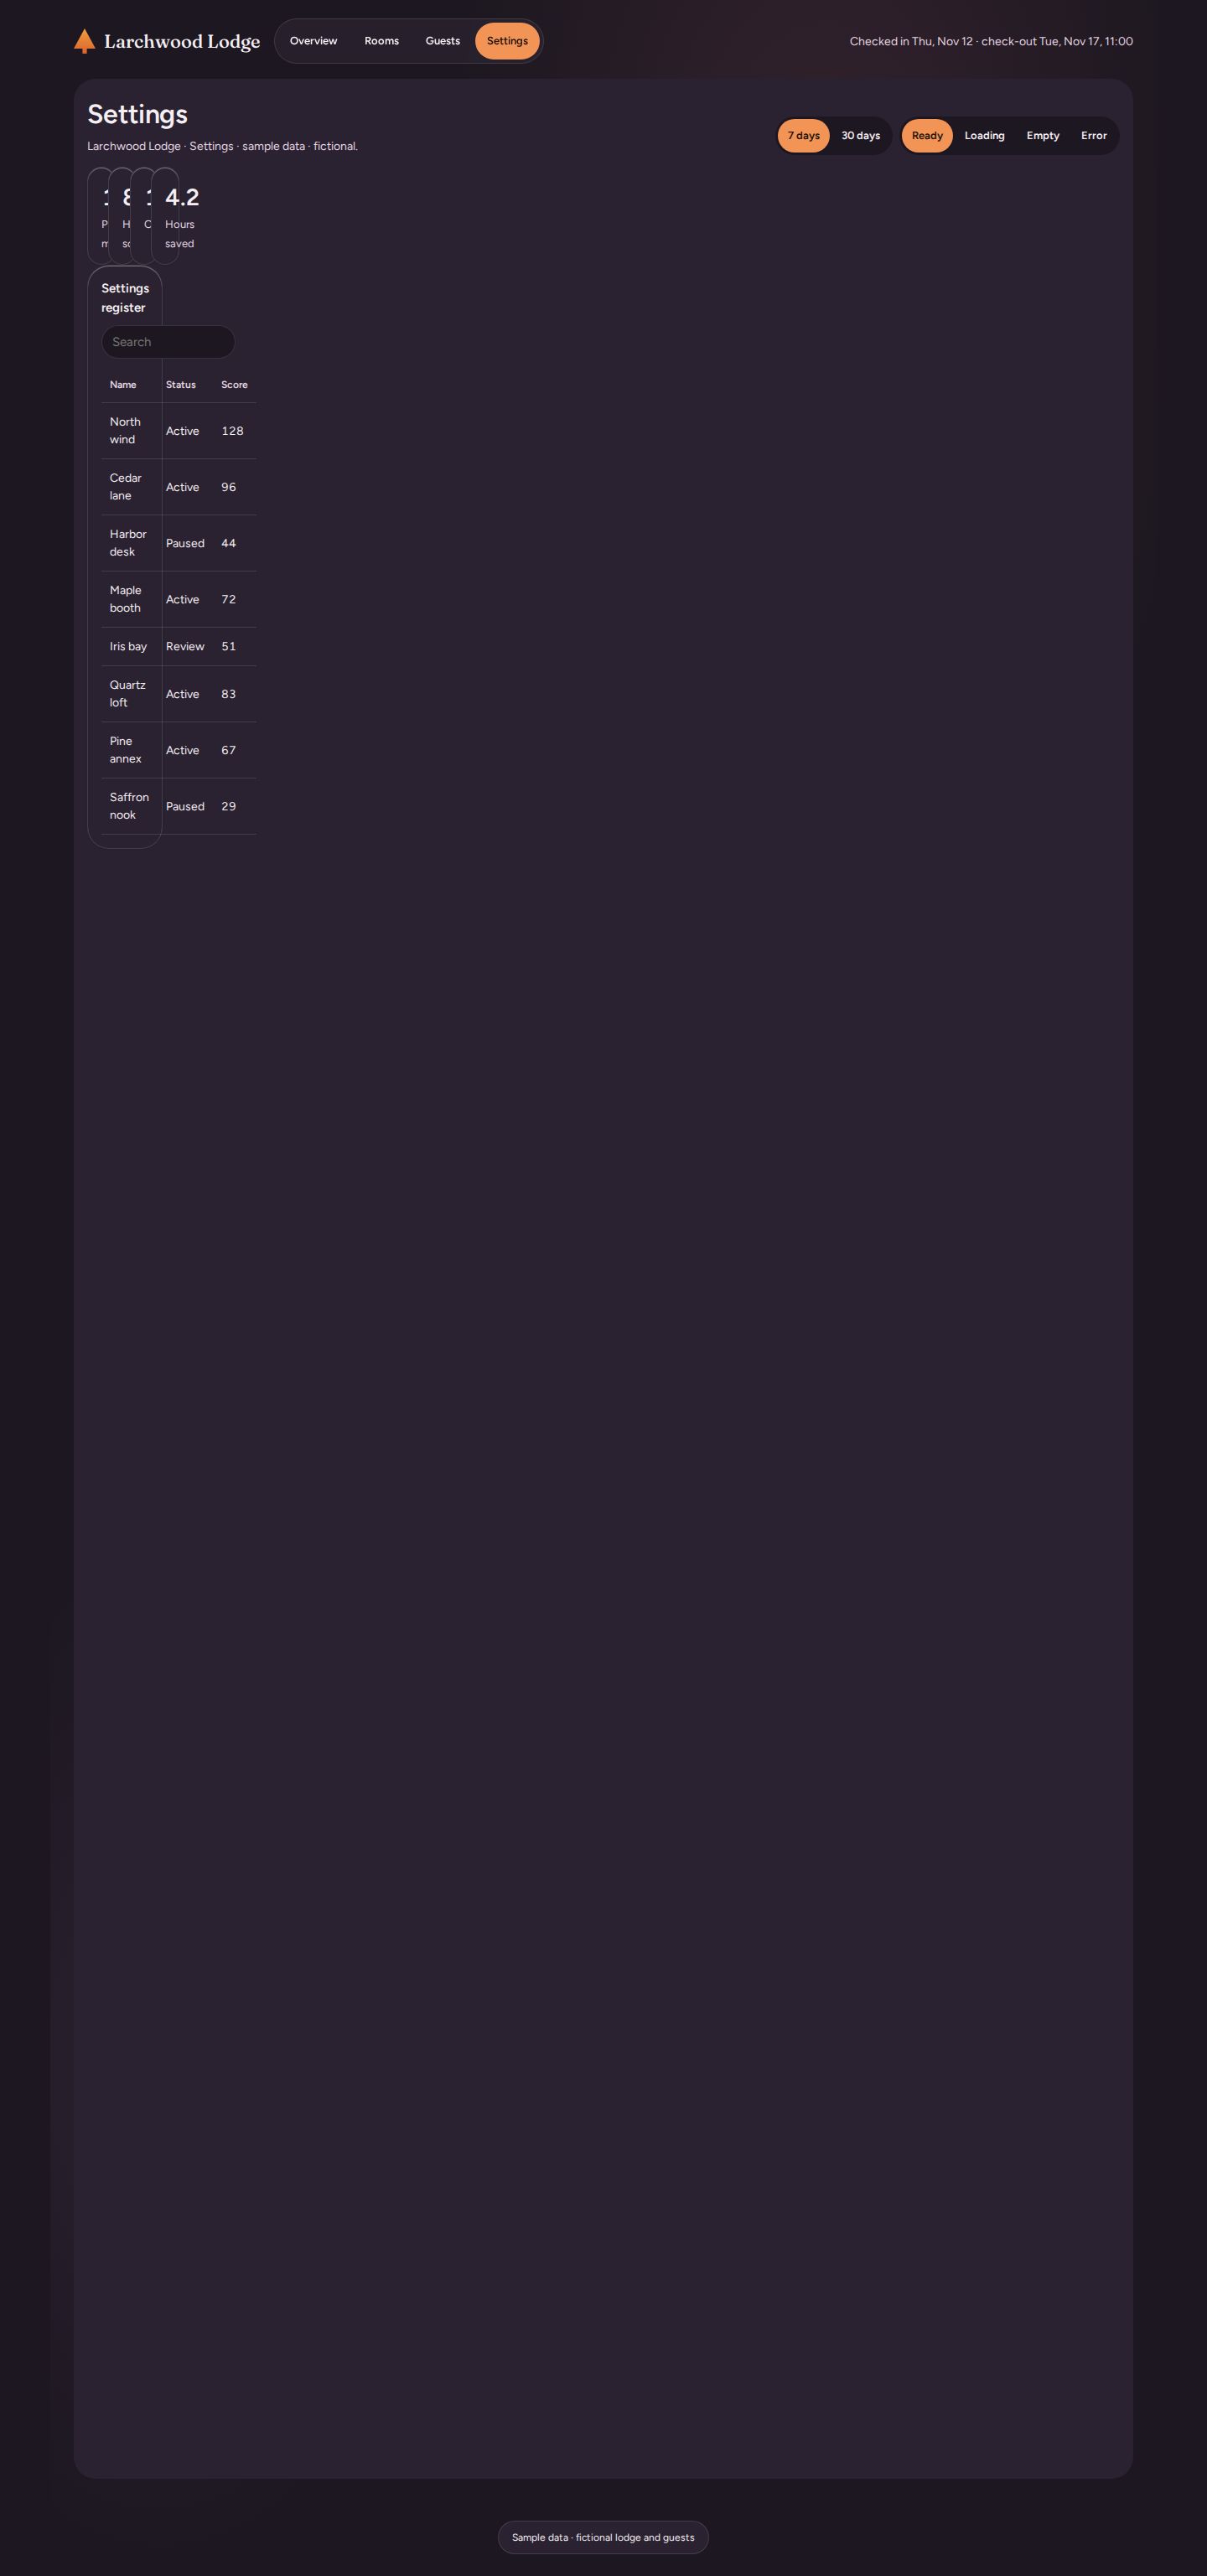 Larchwood Lodge
Overview Rooms Guests Settings
Checked in Thu, Nov 12 · check-out Tue, Nov 17, 11:00
Settings
Larchwood Lodge · Settings · sample data · fictional.
7 days 30 days
Ready Loading Empty Error
4.2
Hours
saved
Settings
register
Search
Name Status Score
North
wind
Active 128
Cedar
lane
Active 96
Harbor
desk
Paused 44
Maple
booth
Active 72
Iris bay Review 51
Quartz
loft
Active 83
Pine
annex
Active 67
Saffron
nook
Paused 29
Sample data · fictional lodge and guests